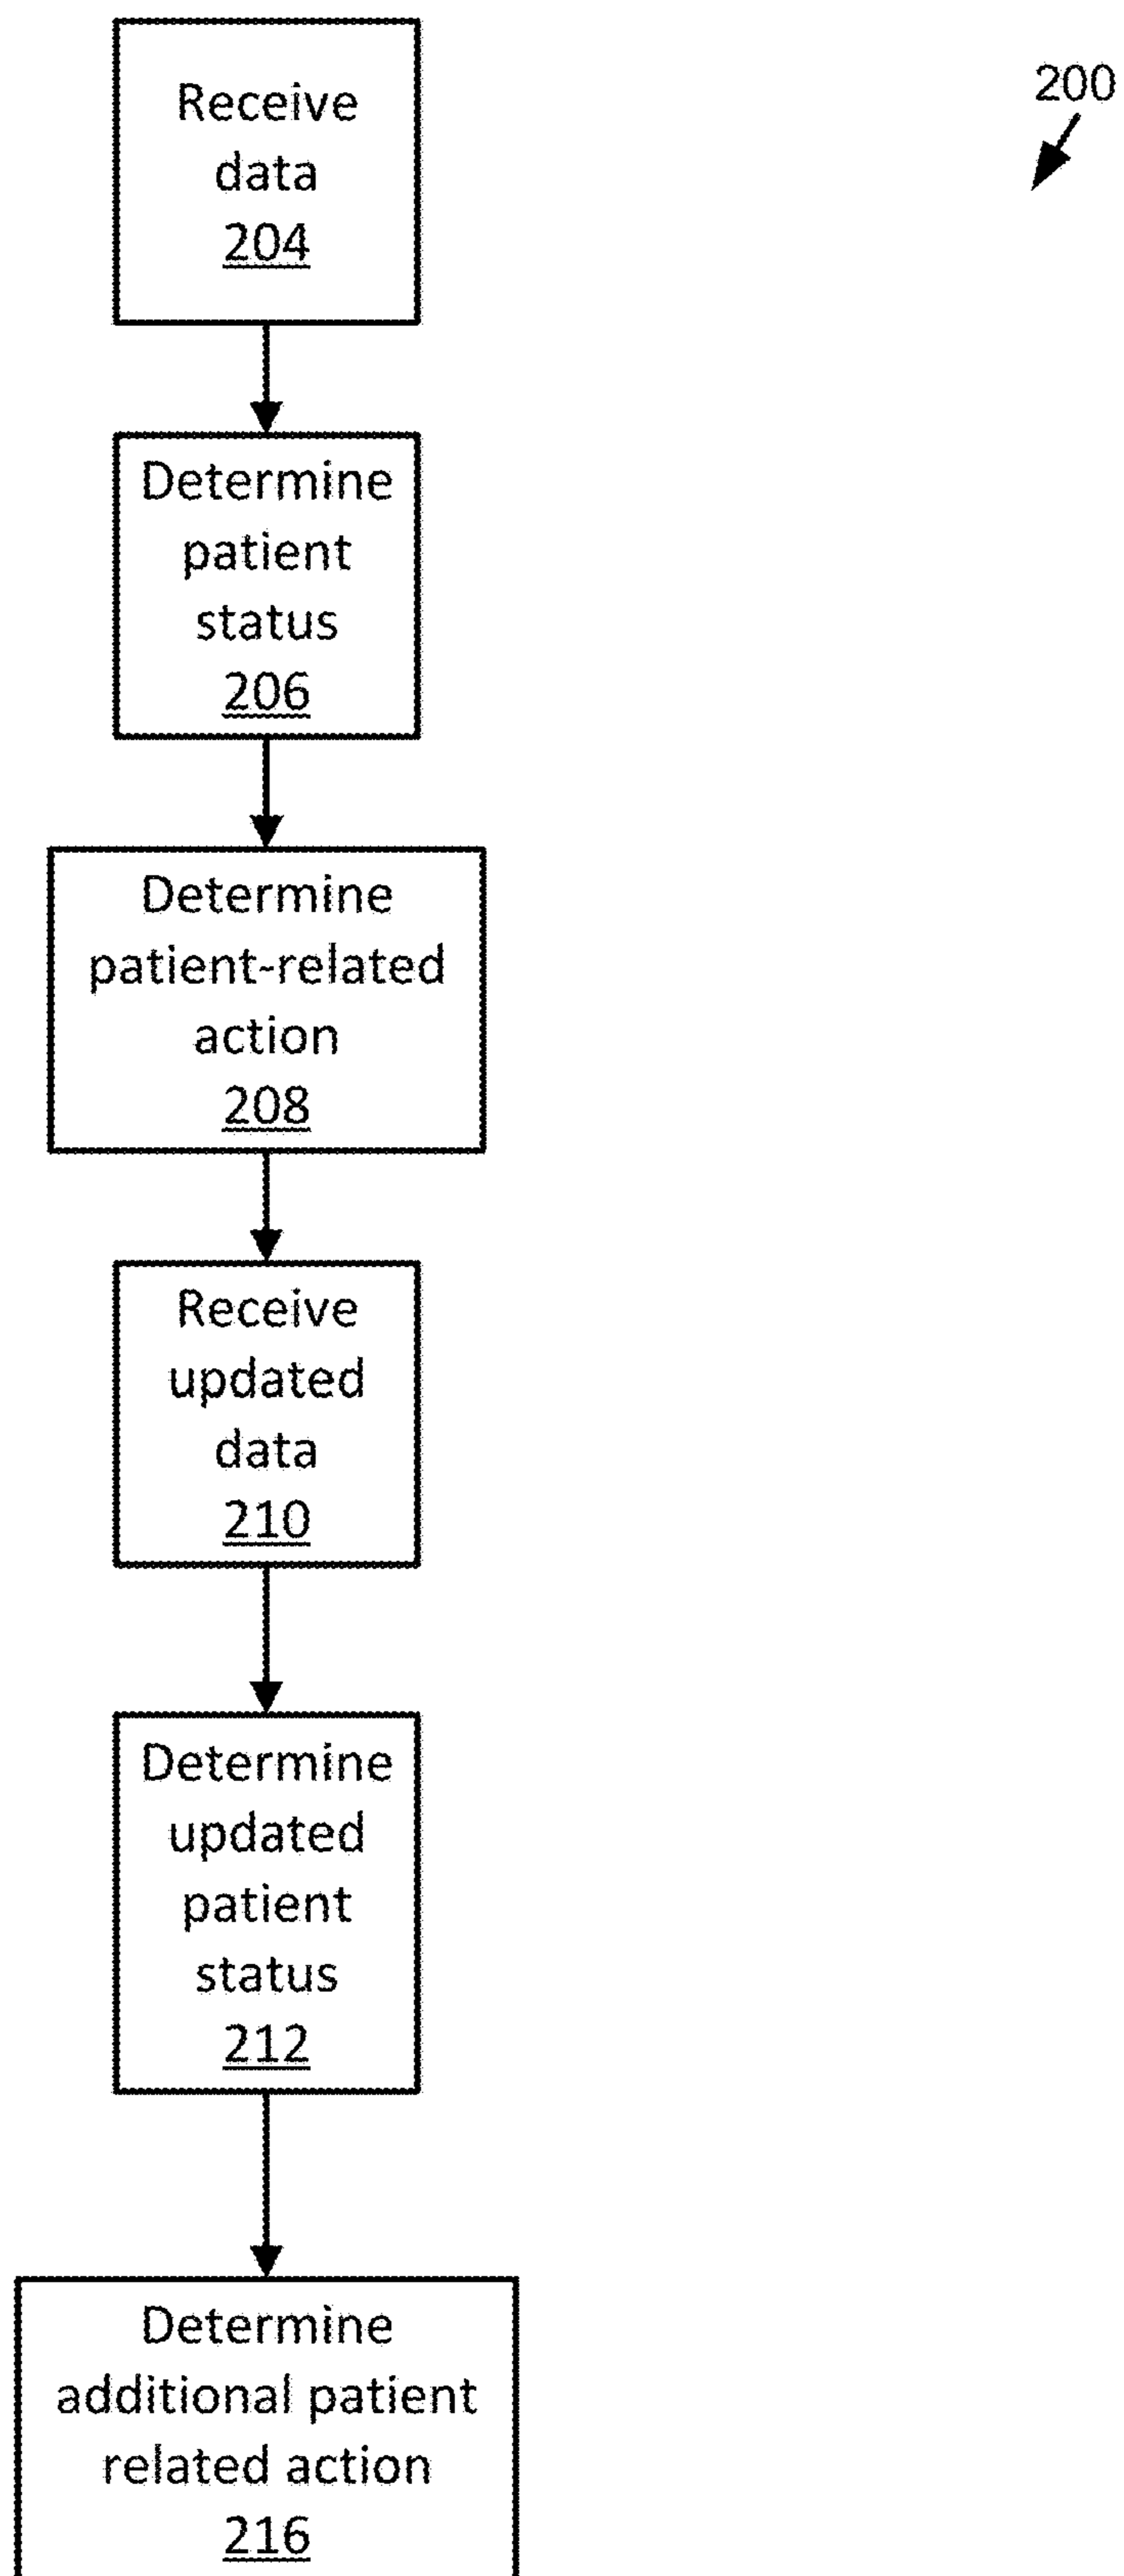 200
Receive
data
204
Determine
patient
status
206
Determine
patient-related
action
208
Receive
updated
data
210
Determine
updated
patient
status
212
Determine
additional patient
related action
216